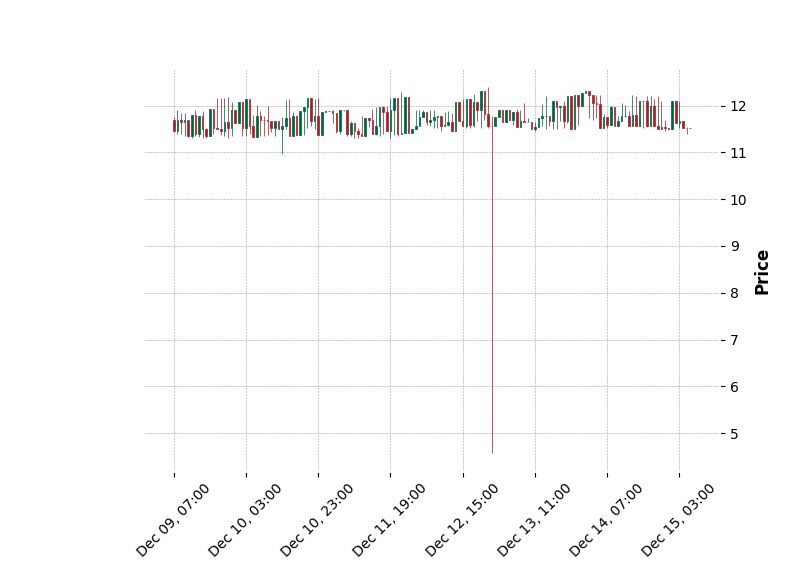 12
11
10
9
8
7
6
5
Price
Dec 09, 07:00
Dec 10, 03:00
Dec 10, 23:00
Dec 11, 19:00
Dec 12, 15:00
Dec 13, 11:00
Dec 14, 07:00
Dec 15, 03:00